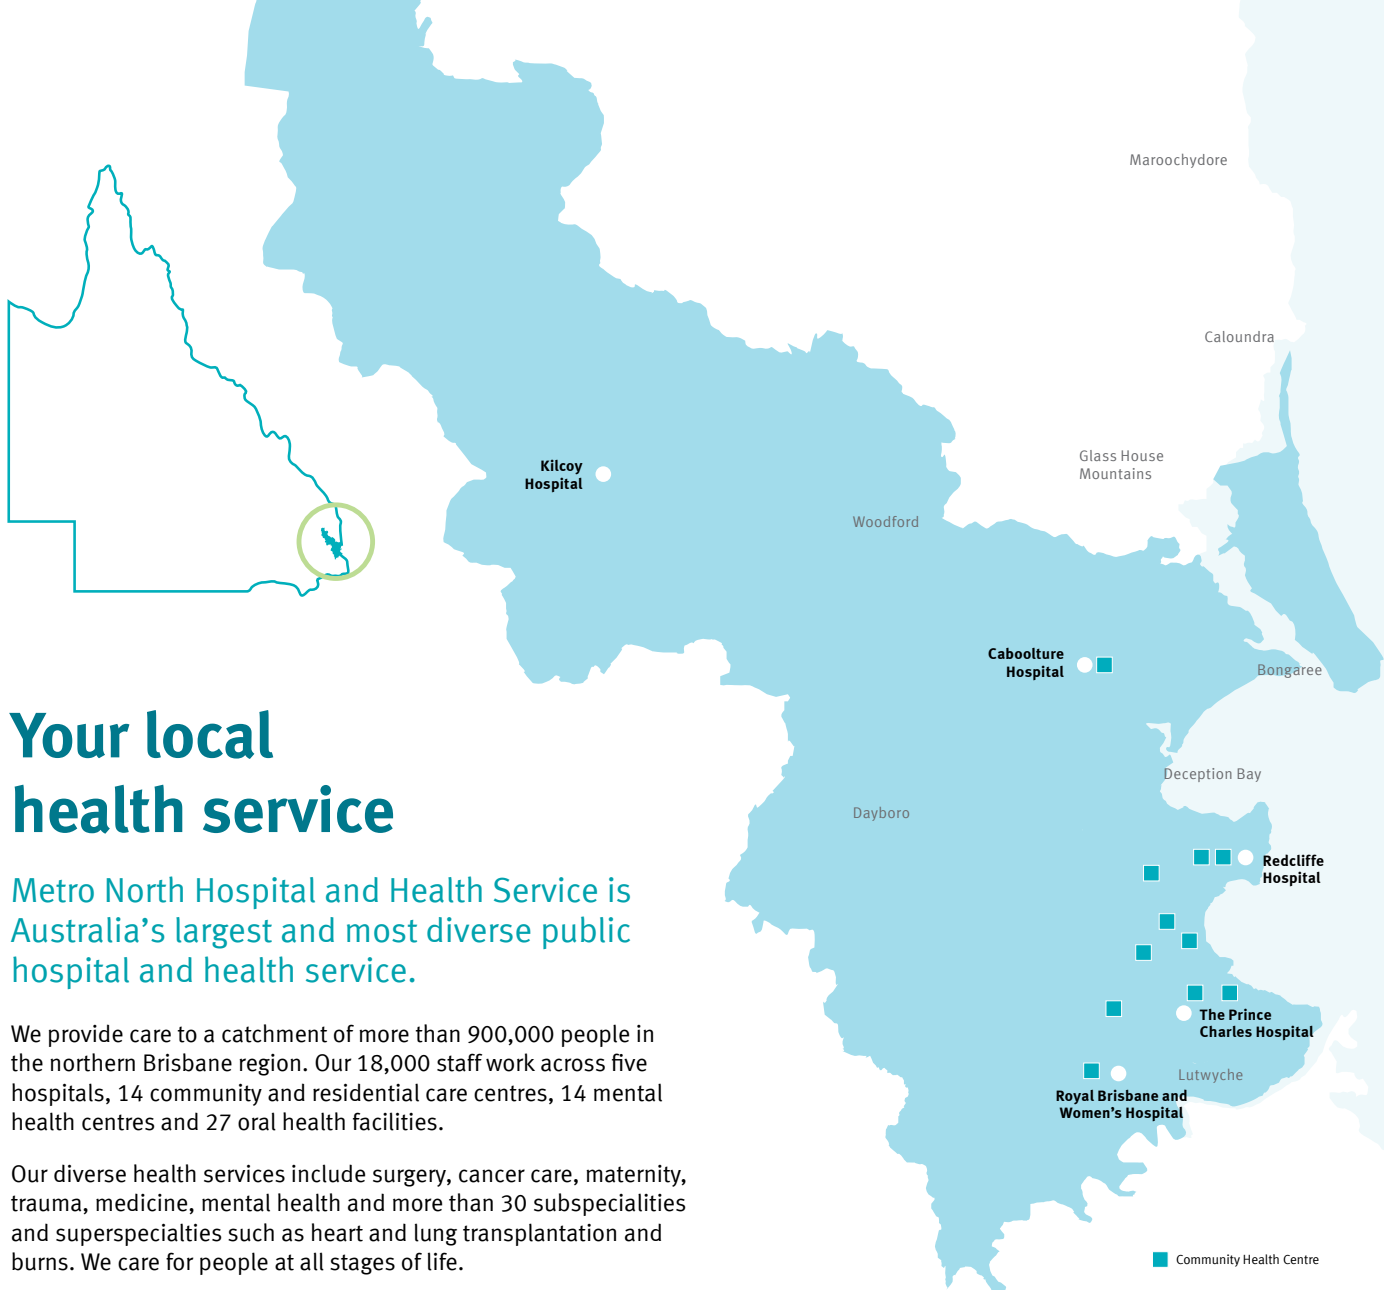 Maroochydore
Caloundra
Glass House
Mountains
Kilcoy
Hospital
Woodford
Caboolture
Hospital
Bongaree
Deception Bay
Dayboro
Redcliffe
Hospital
The Prince
Charles Hospital
Lutwyche
Royal Brisbane and
Women’s Hospital
Community Health Centre
Your local
health service
Metro North Hospital and Health Service is
Australia’s largest and most diverse public
hospital and health service.
We provide care to a catchment of more than 900,000 people in
the northern Brisbane region. Our 18,000 staff work across five
hospitals, 14 community and residential care centres, 14 mental
health centres and 27 oral health facilities.
Our diverse health services include surgery, cancer care, maternity,
trauma, medicine, mental health and more than 30 subspecialities
and superspecialties such as heart and lung transplantation and
burns. We care for people at all stages of life.